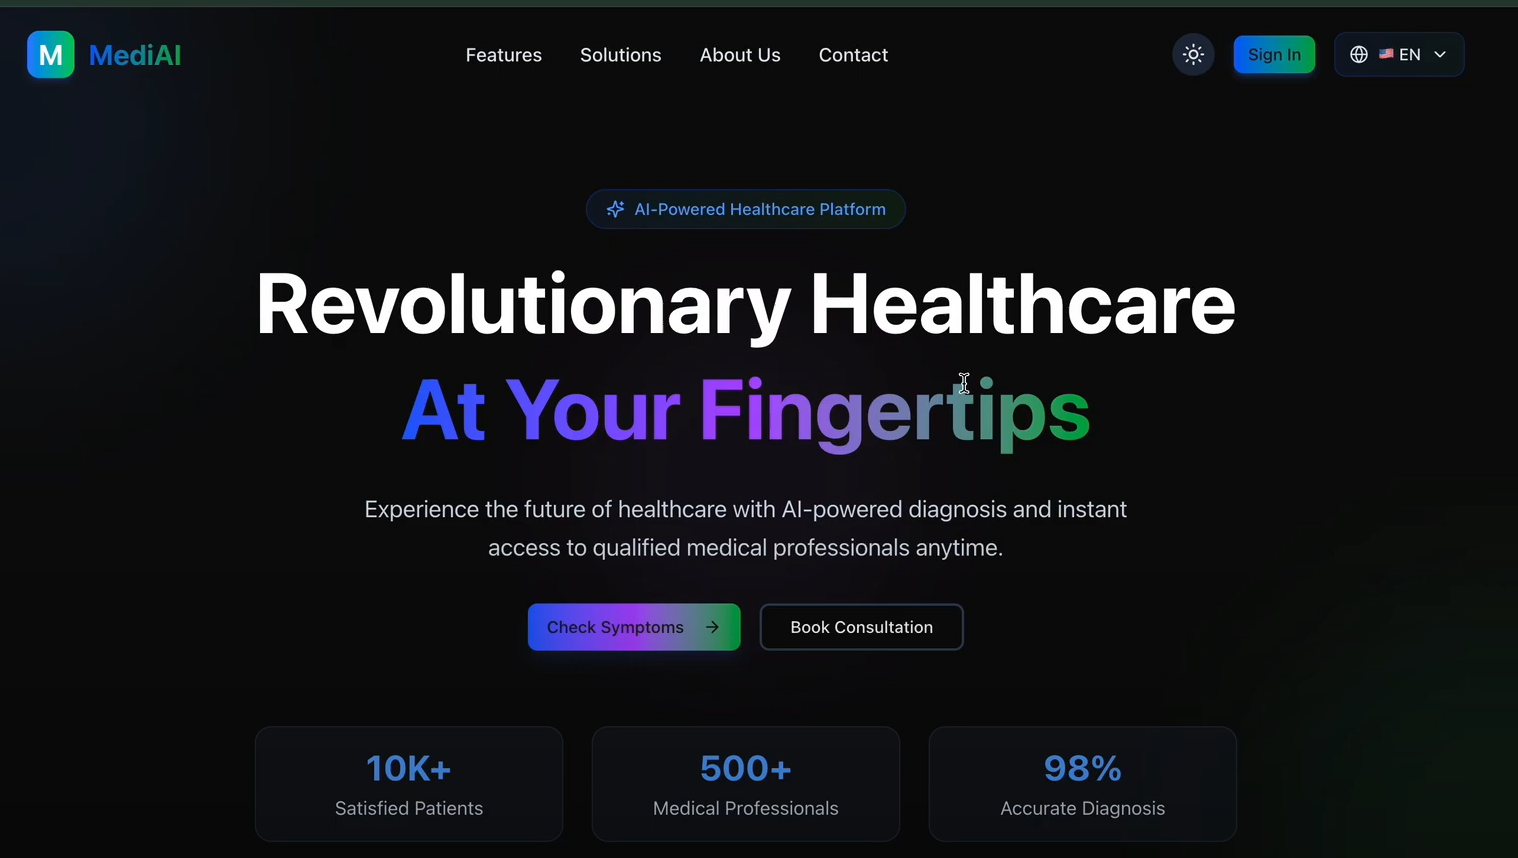 M MediAI
Features Solutions About Us Contact
Sign In
🇺🇸 EN
AI-Powered Healthcare Platform
Revolutionary Healthcare
At Your Fingertips
Experience the future of healthcare with AI-powered diagnosis and instant
access to qualified medical professionals anytime.
Check Symptoms →
Book Consultation
10K+
Satisfied Patients
500+
Medical Professionals
98%
Accurate Diagnosis